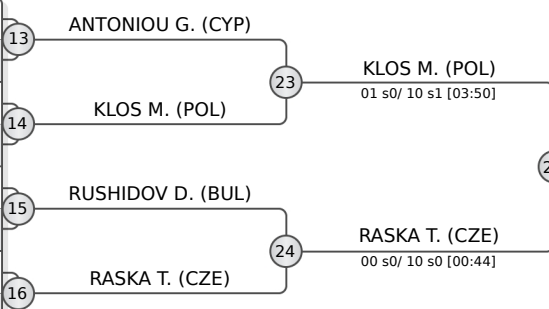 ANTONIOU G. (CYP)
13
23
KLOS M. (POL)
01 s0/ 10 s1 [03:50]
KLOS M. (POL)
14
RUSHIDOV D. (BUL)
15
24
RASKA T. (CZE)
00 s0/ 10 s0 [00:44]
RASKA T. (CZE)
16